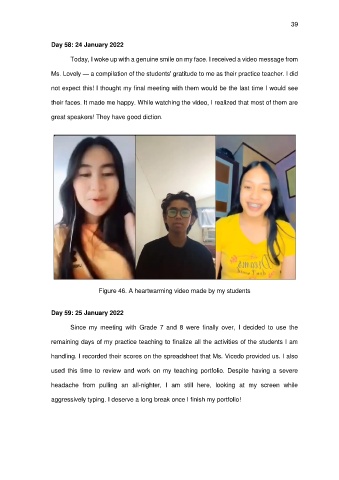 39
Day 58: 24 January 2022
Today, I woke up with a genuine smile on my face. I received a video message from
Ms. Lovely — a compilation of the students' gratitude to me as their practice teacher. I did
not expect this! I thought my final meeting with them would be the last time I would see
their faces. It made me happy. While watching the video, I realized that most of them are
great speakers! They have good diction.
Figure 46. A heartwarming video made by my students
Day 59: 25 January 2022
Since my meeting with Grade 7 and 8 were finally over, I decided to use the
remaining days of my practice teaching to finalize all the activities of the students I am
handling. I recorded their scores on the spreadsheet that Ms. Vicedo provided us. I also
used this time to review and work on my teaching portfolio. Despite having a severe
headache from pulling an all-nighter, I am still here, looking at my screen while
aggressively typing. I deserve a long break once I finish my portfolio!